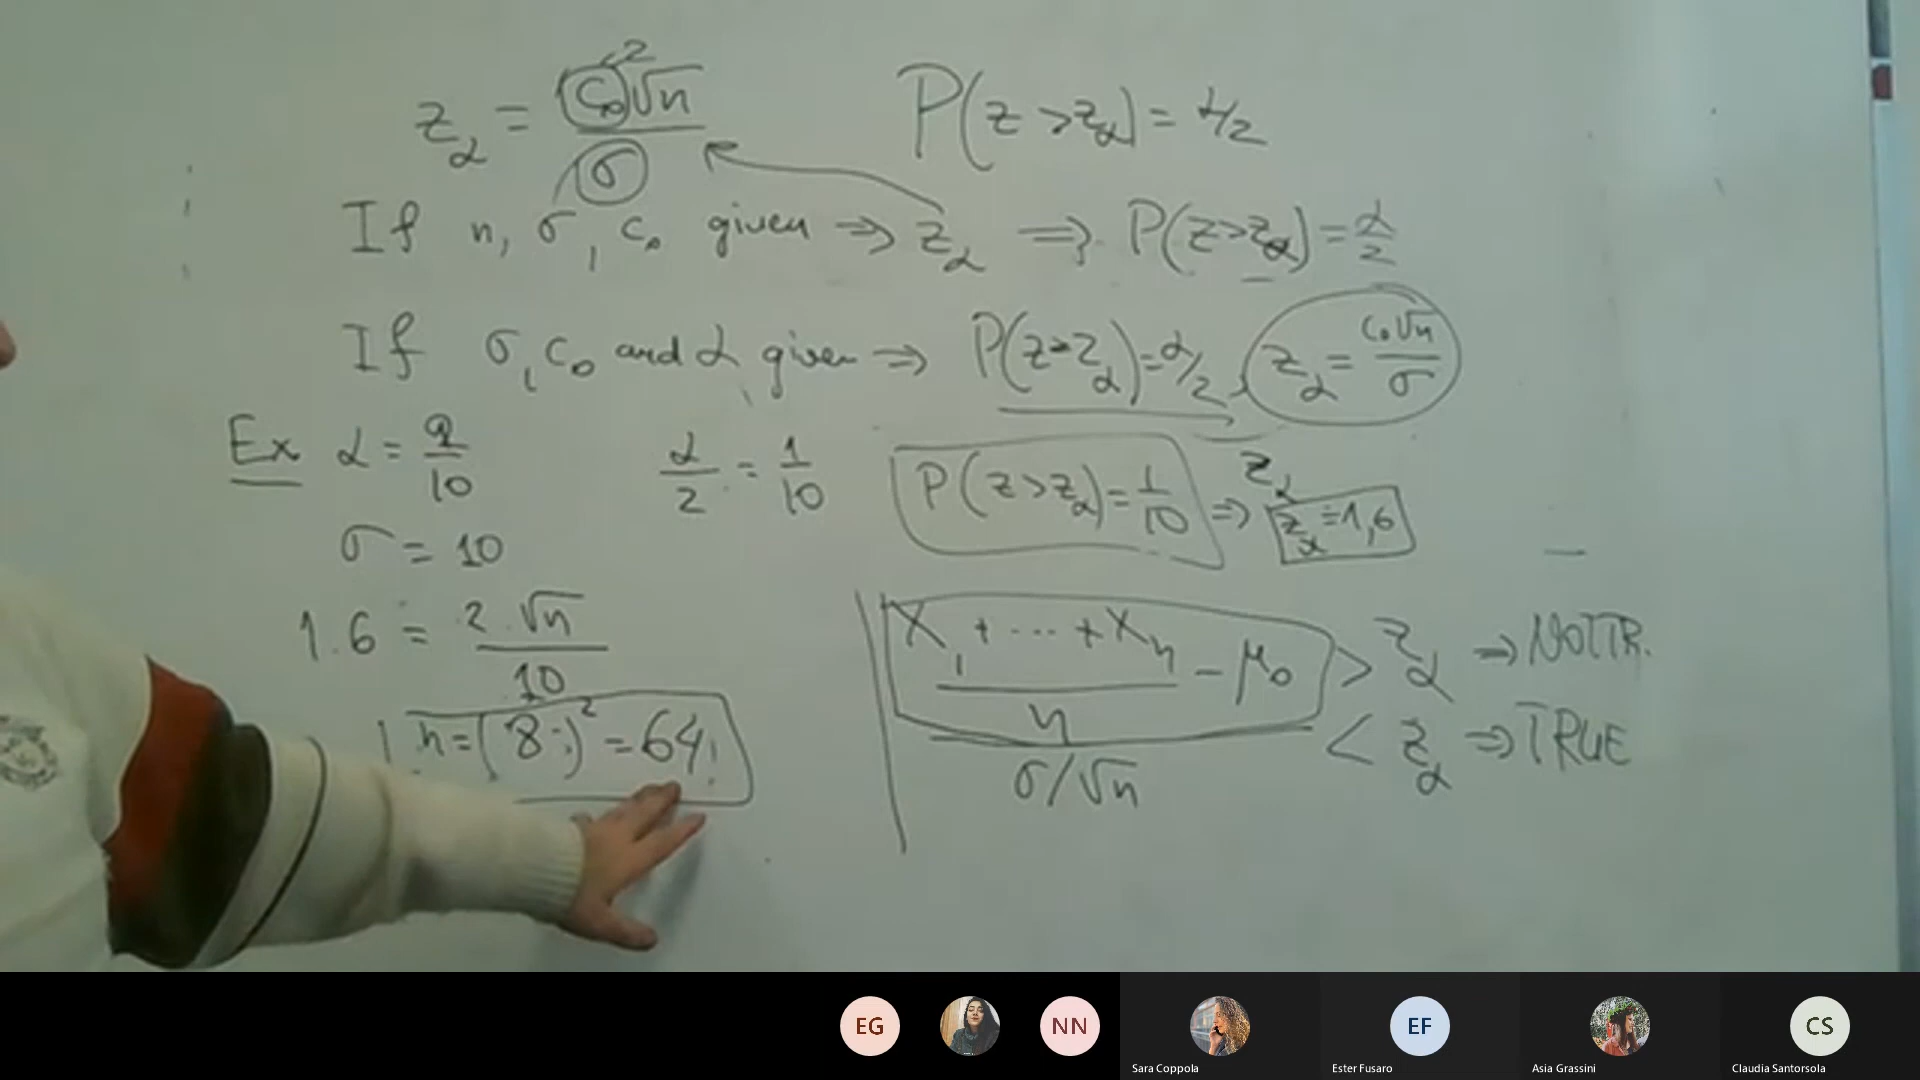 z_α = c₀² √n / σ P(z > z_α) = α/2
If n, σ, c₀ given ⇒ z_α ⇒ P(z > z_α) = α/2
If σ, c₀ and α given ⇒ P(z > z_α) = α/2, z_α = c₀√n / σ
Ex α = 2/10 α/2 = 1/10 P(z > z_α) = 1/10 ⇒ z_α = 1,6
σ = 10
1.6 = 2 · √n / 10
n = (8 ·)² = 64!
X₁ + ··· + Xₙ / n − μ₀ > z_α ⇒ NOT TR.
σ/√n < z_α ⇒ TRUE
EG NN EF CS
Sara Coppola Ester Fusaro Asia Grassini Claudia Santorsola